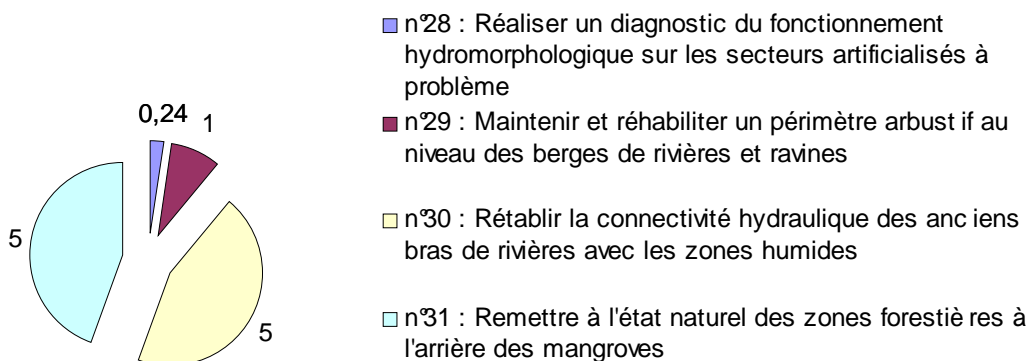 0,24
1
5
5
n°28 : Réaliser un diagnostic du fonctionnement
hydromorphologique sur les secteurs artificialisés à
problème
n°29 : Maintenir et réhabiliter un périmètre arbust if au
niveau des berges de rivières et ravines
n°30 : Rétablir la connectivité hydraulique des anc iens
bras de rivières avec les zones humides
n°31 : Remettre à l'état naturel des zones forestiè res à
l'arrière des mangroves